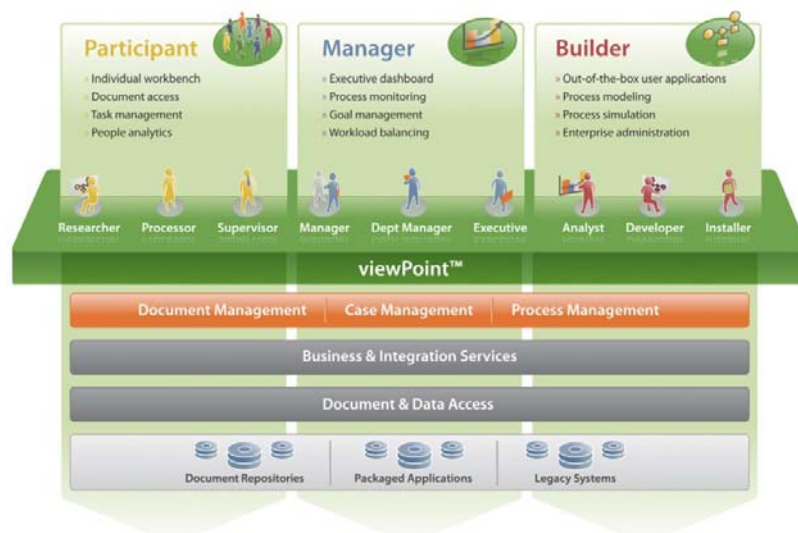 Participant
» Individual workbench
» Document access
» Task management
» People analytics
Manager
» Executive dashboard
» Process monitoring
» Goal management
» Workload balancing
Builder
» Out-of-the-box user applications
» Process modeling
» Process simulation
» Enterprise administration
Researcher Processor Supervisor Manager Dept Manager Executive Analyst Developer Installer
viewPoint™
Document Management Case Management Process Management
Business & Integration Services
Document & Data Access
Document Repositories Packaged Applications Legacy Systems